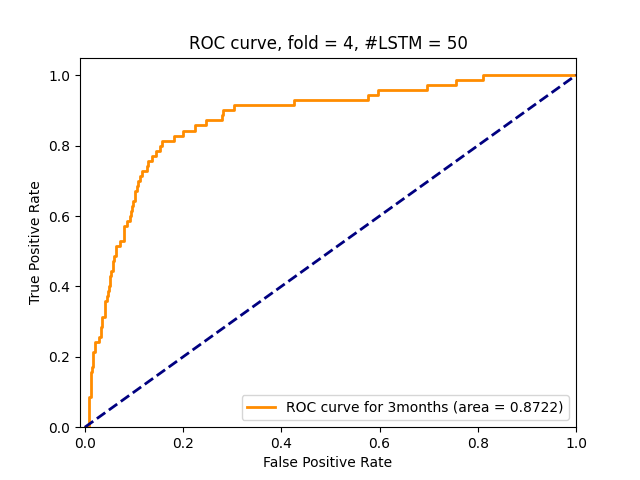 ROC curve, fold = 4, #LSTM = 50
True Positive Rate
1.0
0.8
0.6
0.4
0.2
0.0
ROC curve for 3months (area = 0.8722)
0.0 0.2 0.4 0.6 0.8 1.0
False Positive Rate